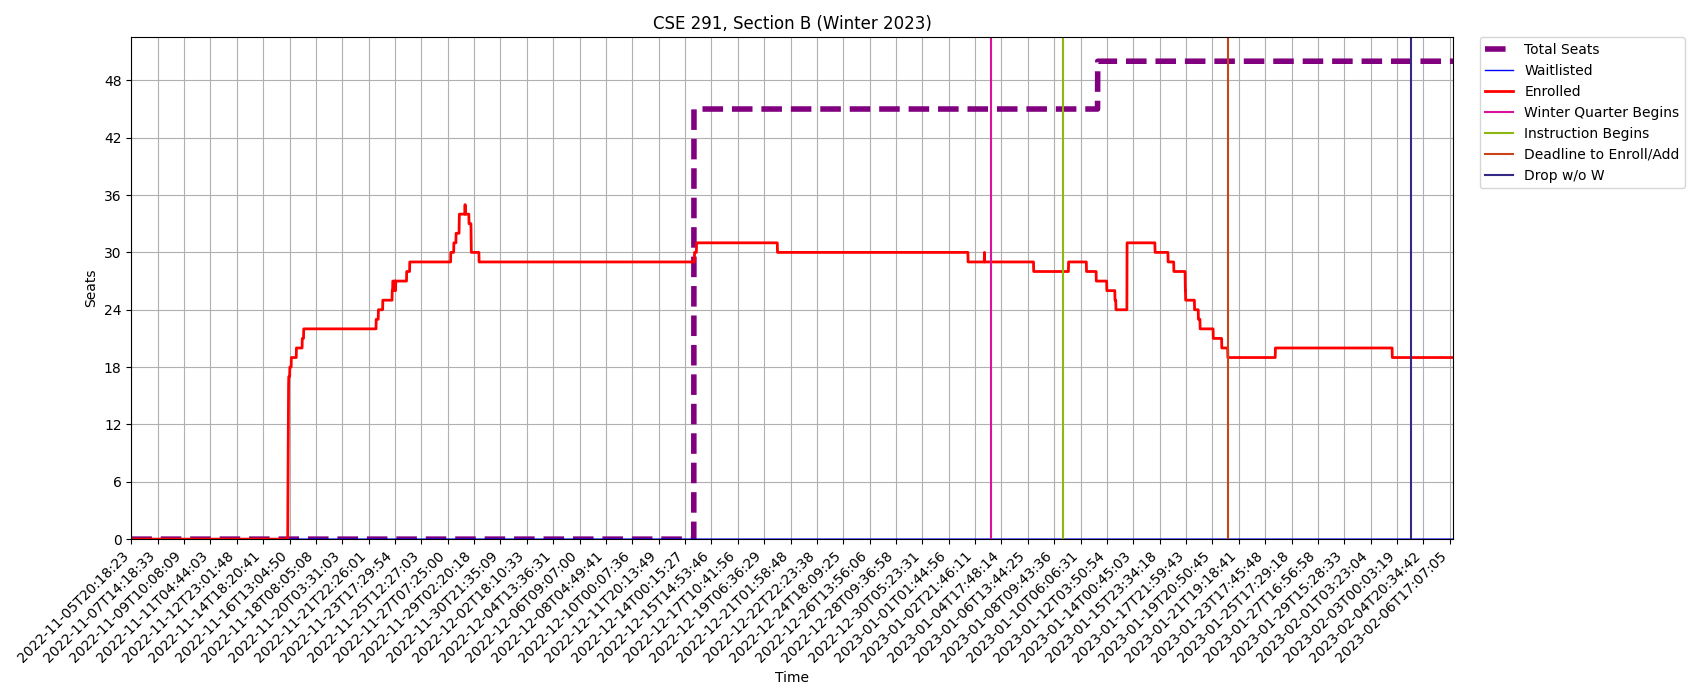 CSE 291, Section B (Winter 2023)
Total Seats
Waitlisted
Enrolled
Winter Quarter Begins
Instruction Begins
Deadline to Enroll/Add
Drop w/o W
Seats
48
42
36
30
24
18
12
6
0
2022-11-05T20:18:23
2022-11-07T14:18:33
2022-11-09T10:08:09
2022-11-11T04:44:03
2022-11-12T23:01:48
2022-11-14T18:20:41
2022-11-16T13:04:50
2022-11-18T08:05:08
2022-11-20T03:31:03
2022-11-21T22:26:01
2022-11-23T17:29:54
2022-11-25T12:27:03
2022-11-27T07:25:00
2022-11-29T02:20:18
2022-11-30T21:35:09
2022-12-02T18:10:33
2022-12-04T13:36:31
2022-12-06T09:07:00
2022-12-08T04:49:41
2022-12-10T00:07:36
2022-12-11T20:13:49
2022-12-14T00:15:27
2022-12-15T14:53:46
2022-12-17T10:41:56
2022-12-19T06:36:29
2022-12-21T01:58:48
2022-12-22T22:23:38
2022-12-24T18:09:25
2022-12-26T13:56:06
2022-12-28T09:36:58
2022-12-30T05:23:31
2023-01-01T01:44:56
2023-01-02T21:46:11
2023-01-04T17:48:14
2023-01-06T13:44:25
2023-01-08T09:43:36
2023-01-10T06:06:31
2023-01-12T03:50:54
2023-01-14T00:45:03
2023-01-15T23:34:18
2023-01-17T21:59:43
2023-01-19T20:50:45
2023-01-21T19:18:41
2023-01-23T17:45:48
2023-01-25T17:29:18
2023-01-27T16:56:58
2023-01-29T15:28:33
2023-02-01T03:23:04
2023-02-03T00:03:19
2023-02-04T20:34:42
2023-02-06T17:07:05
Time